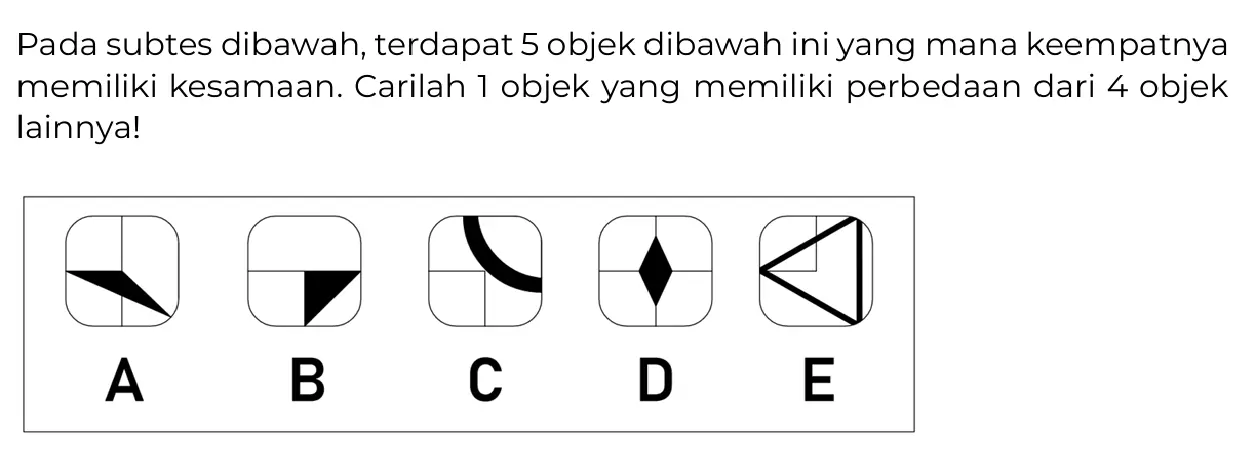 Pada subtes dibawah, terdapat 5 objek dibawah ini yang mana keempatnya
memiliki kesamaan. Carilah 1 objek yang memiliki perbedaan dari 4 objek
lainnya!
A B C D E